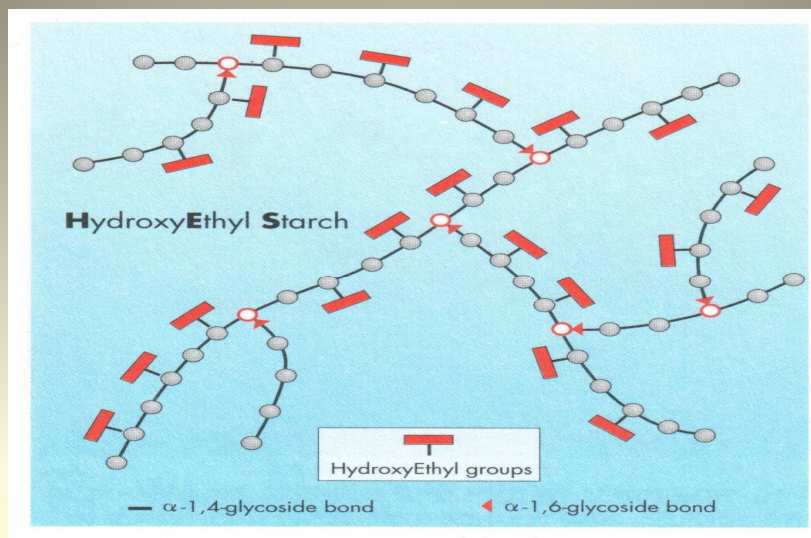 HydroxyEthyl Starch
HydroxyEthyl groups
α-1,4-glycoside bond
α-1,6-glycoside bond